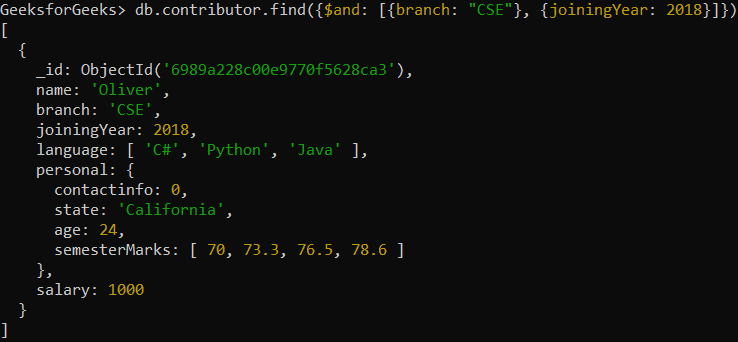 GeeksforGeeks> db.contributor.find({$and: [{branch: "CSE"}, {joiningYear: 2018}]})
[
  {
    _id: ObjectId('6989a228c00e9770f5628ca3'),
    name: 'Oliver',
    branch: 'CSE',
    joiningYear: 2018,
    language: [ 'C#', 'Python', 'Java' ],
    personal: {
      contactinfo: 0,
      state: 'California',
      age: 24,
      semesterMarks: [ 70, 73.3, 76.5, 78.6 ]
    },
    salary: 1000
  }
]